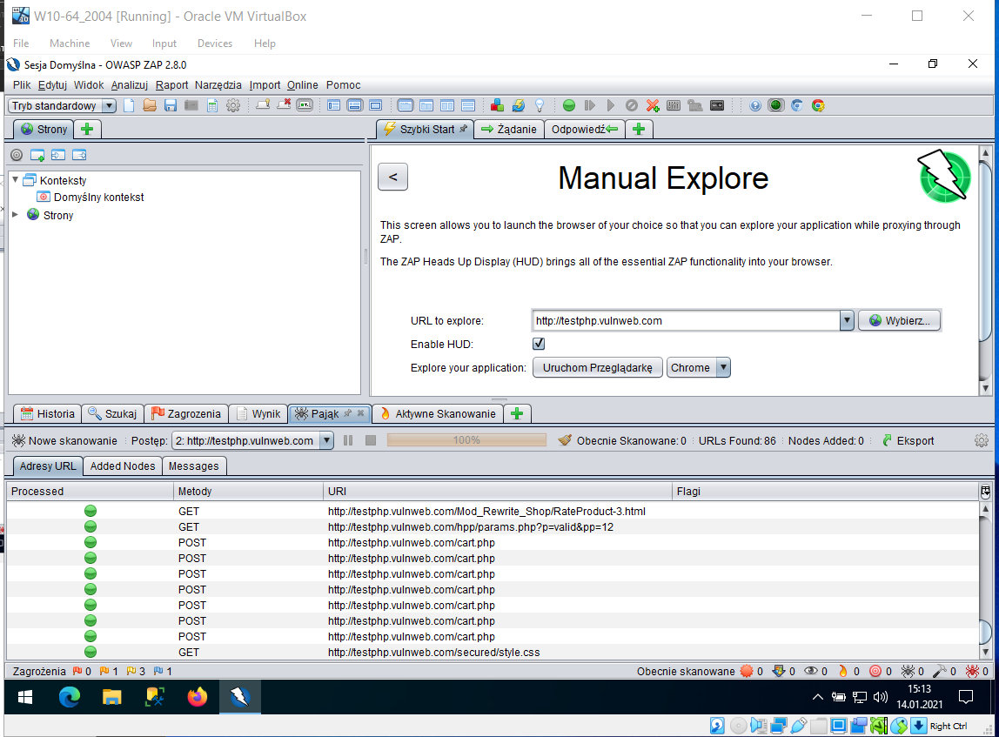 W10-64_2004 [Running] - Oracle VM VirtualBox
File Machine View Input Devices Help
Sesja Domyślna - OWASP ZAP 2.8.0
Plik Edytuj Widok Analizuj Raport Narzędzia Import Online Pomoc
Tryb standardowy
Strony
Szybki Start Żądanie Odpowiedź
Konteksty
Domyślny kontekst
Strony
<
Manual Explore
This screen allows you to launch the browser of your choice so that you can explore your application while proxying through
ZAP.
The ZAP Heads Up Display (HUD) brings all of the essential ZAP functionality into your browser.
URL to explore: http://testphp.vulnweb.com Wybierz...
Enable HUD:
Explore your application: Uruchom Przeglądarkę Chrome
Historia Szukaj Zagrozenia Wynik Pająk Aktywne Skanowanie
Nowe skanowanie Postęp: 2: http://testphp.vulnweb.com 100% Obecnie Skanowane: 0 URLs Found: 86 Nodes Added: 0 Eksport
Adresy URL Added Nodes Messages
Processed Metody URI Flagi
GET http://testphp.vulnweb.com/Mod_Rewrite_Shop/RateProduct-3.html
GET http://testphp.vulnweb.com/hpp/params.php?p=valid&pp=12
POST http://testphp.vulnweb.com/cart.php
POST http://testphp.vulnweb.com/cart.php
POST http://testphp.vulnweb.com/cart.php
POST http://testphp.vulnweb.com/cart.php
POST http://testphp.vulnweb.com/cart.php
POST http://testphp.vulnweb.com/cart.php
POST http://testphp.vulnweb.com/cart.php
GET http://testphp.vulnweb.com/secured/style.css
Zagrożenia 0 1 3 1 Obecnie skanowane 0 0 0 0 0 0 0 0
15:13
14.01.2021
Right Ctrl